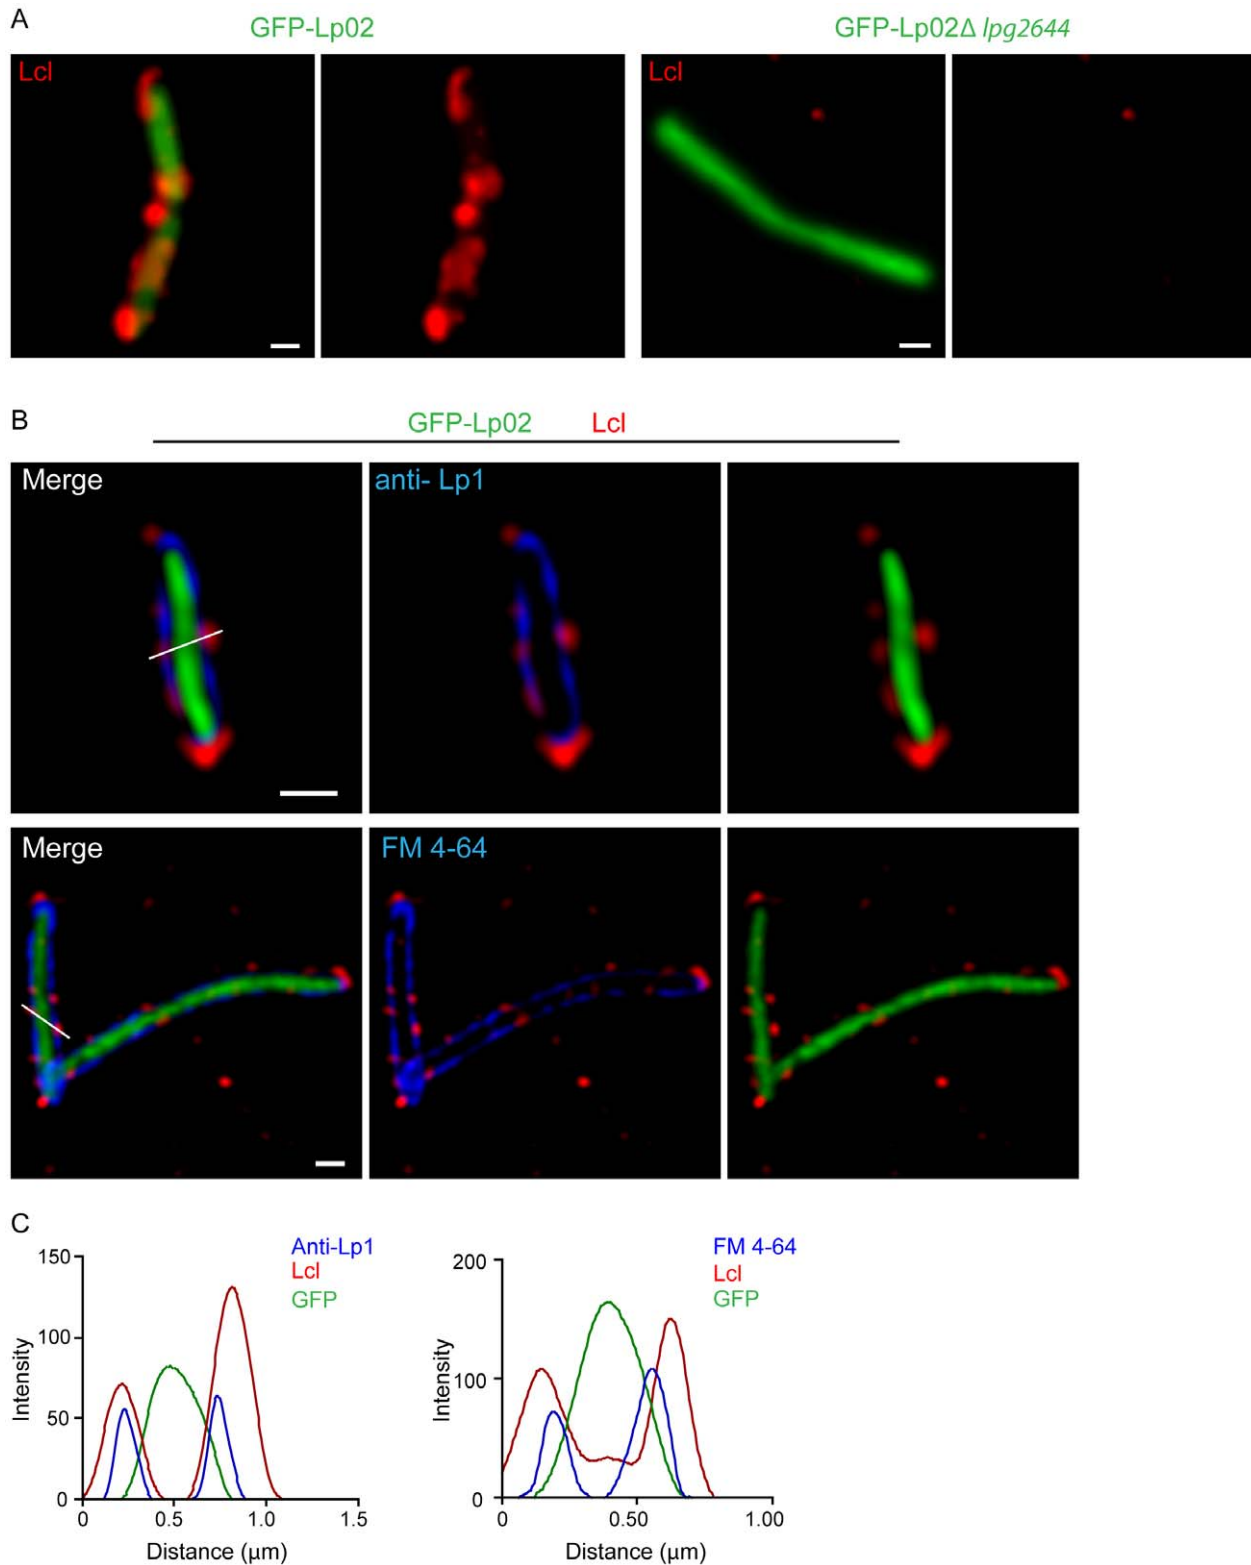 A
GFP-Lp02
GFP-Lp02Δ lpg2644
Lcl
Lcl
B
GFP-Lp02 Lcl
Merge
anti- Lp1
Merge
FM 4-64
C
150
100
50
0
Intensity
0 0.5 1.0 1.5
Distance (µm)
Anti-Lp1
Lcl
GFP
200
100
0
Intensity
0 0.50 1.00
Distance (µm)
FM 4-64
Lcl
GFP